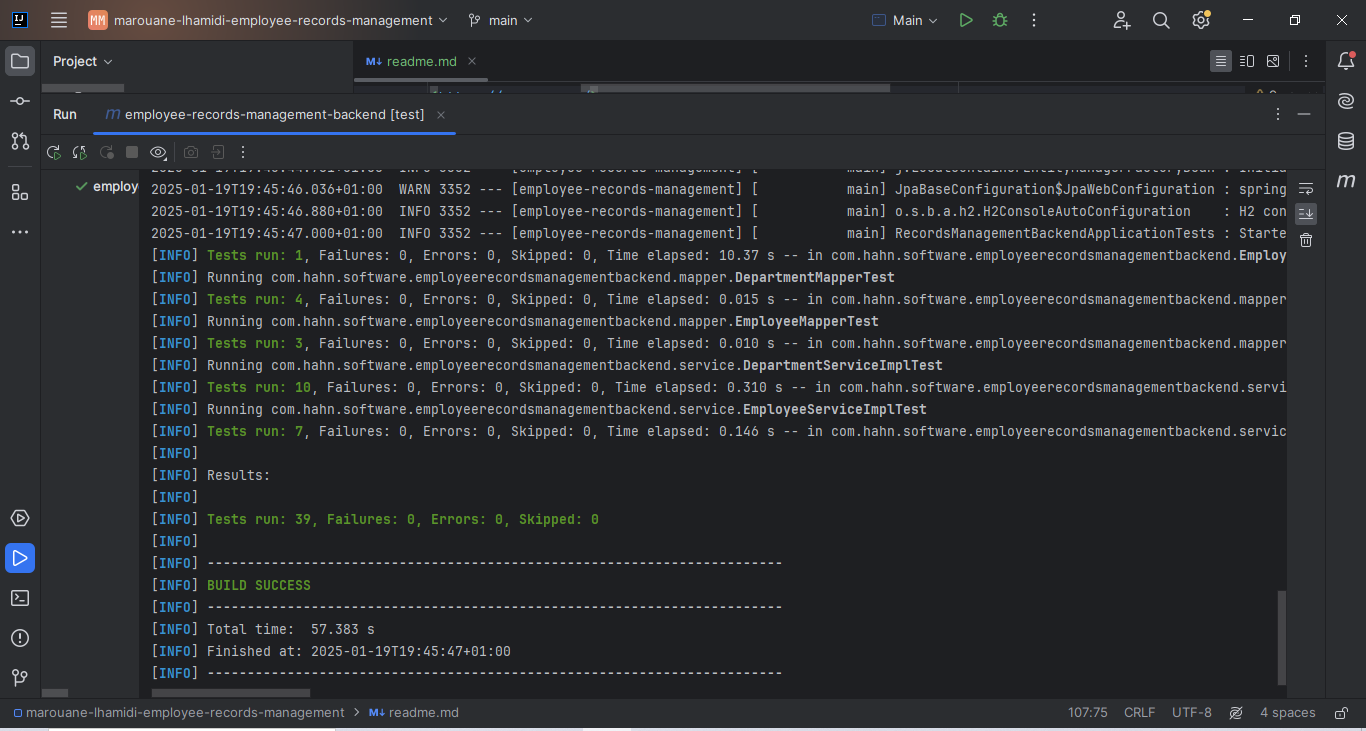 MM marouane-lhamidi-employee-records-management main Main
Project
readme.md
Run m employee-records-management-backend [test]
employ
2025-01-19T19:45:46.036+01:00 WARN 3352 --- [employee-records-management] [ main] JpaBaseConfiguration$JpaWebConfiguration : spring
2025-01-19T19:45:46.880+01:00 INFO 3352 --- [employee-records-management] [ main] o.s.b.a.h2.H2ConsoleAutoConfiguration : H2 con
2025-01-19T19:45:47.000+01:00 INFO 3352 --- [employee-records-management] [ main] RecordsManagementBackendApplicationTests : Starte
[INFO] Tests run: 1, Failures: 0, Errors: 0, Skipped: 0, Time elapsed: 10.37 s -- in com.hahn.software.employeerecordsmanagementbackend.Employ
[INFO] Running com.hahn.software.employeerecordsmanagementbackend.mapper.DepartmentMapperTest
[INFO] Tests run: 4, Failures: 0, Errors: 0, Skipped: 0, Time elapsed: 0.015 s -- in com.hahn.software.employeerecordsmanagementbackend.mapper
[INFO] Running com.hahn.software.employeerecordsmanagementbackend.mapper.EmployeeMapperTest
[INFO] Tests run: 3, Failures: 0, Errors: 0, Skipped: 0, Time elapsed: 0.010 s -- in com.hahn.software.employeerecordsmanagementbackend.mapper
[INFO] Running com.hahn.software.employeerecordsmanagementbackend.service.DepartmentServiceImplTest
[INFO] Tests run: 10, Failures: 0, Errors: 0, Skipped: 0, Time elapsed: 0.310 s -- in com.hahn.software.employeerecordsmanagementbackend.servi
[INFO] Running com.hahn.software.employeerecordsmanagementbackend.service.EmployeeServiceImplTest
[INFO] Tests run: 7, Failures: 0, Errors: 0, Skipped: 0, Time elapsed: 0.146 s -- in com.hahn.software.employeerecordsmanagementbackend.servic
[INFO]
[INFO] Results:
[INFO]
[INFO] Tests run: 39, Failures: 0, Errors: 0, Skipped: 0
[INFO]
[INFO] ------------------------------------------------------------------------
[INFO] BUILD SUCCESS
[INFO] ------------------------------------------------------------------------
[INFO] Total time: 57.383 s
[INFO] Finished at: 2025-01-19T19:45:47+01:00
[INFO] ------------------------------------------------------------------------
marouane-lhamidi-employee-records-management > readme.md 107:75 CRLF UTF-8 4 spaces